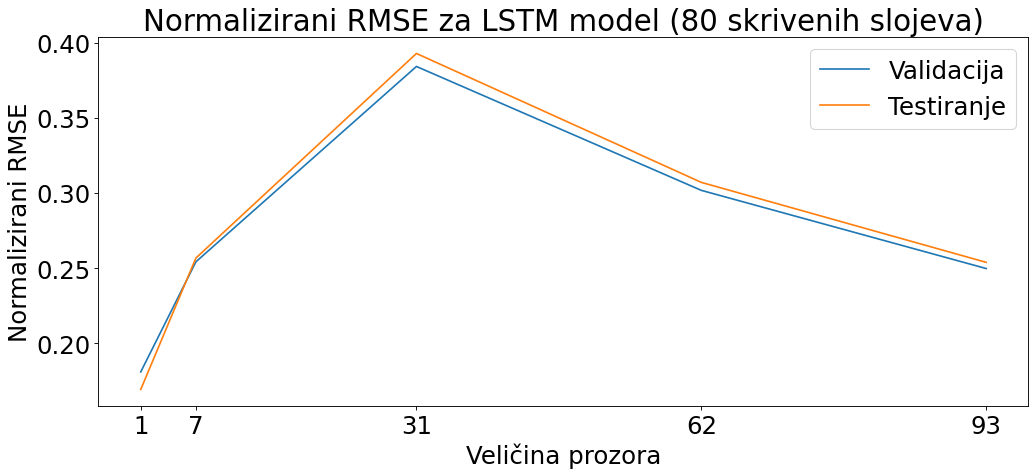 Normalizirani RMSE za LSTM model (80 skrivenih slojeva)
Normalizirani RMSE
0.40
0.35
0.30
0.25
0.20
Validacija
Testiranje
1 7 31 62 93
Veličina prozora